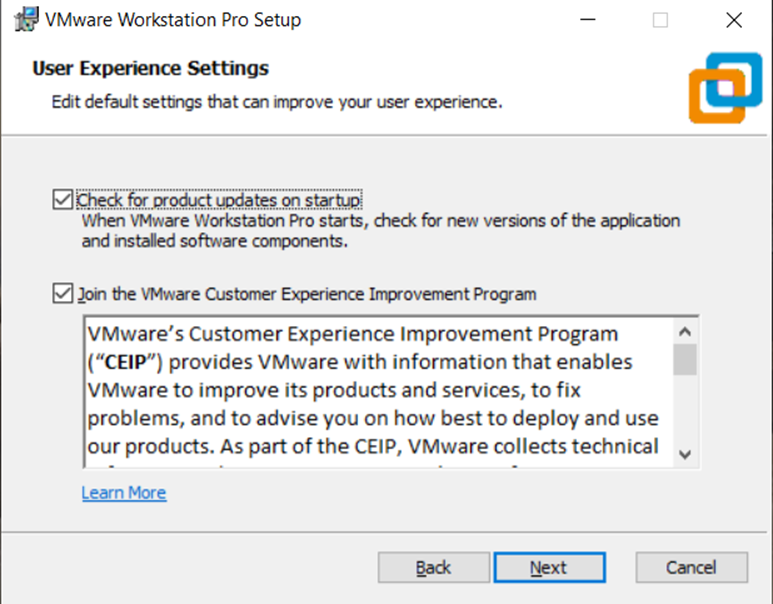 VMware Workstation Pro Setup
User Experience Settings
Edit default settings that can improve your user experience.
Check for product updates on startup
When VMware Workstation Pro starts, check for new versions of the application
and installed software components.
Join the VMware Customer Experience Improvement Program
VMware's Customer Experience Improvement Program
("CEIP") provides VMware with information that enables
VMware to improve its products and services, to fix
problems, and to advise you on how best to deploy and use
our products. As part of the CEIP, VMware collects technical
Learn More
Back
Next
Cancel